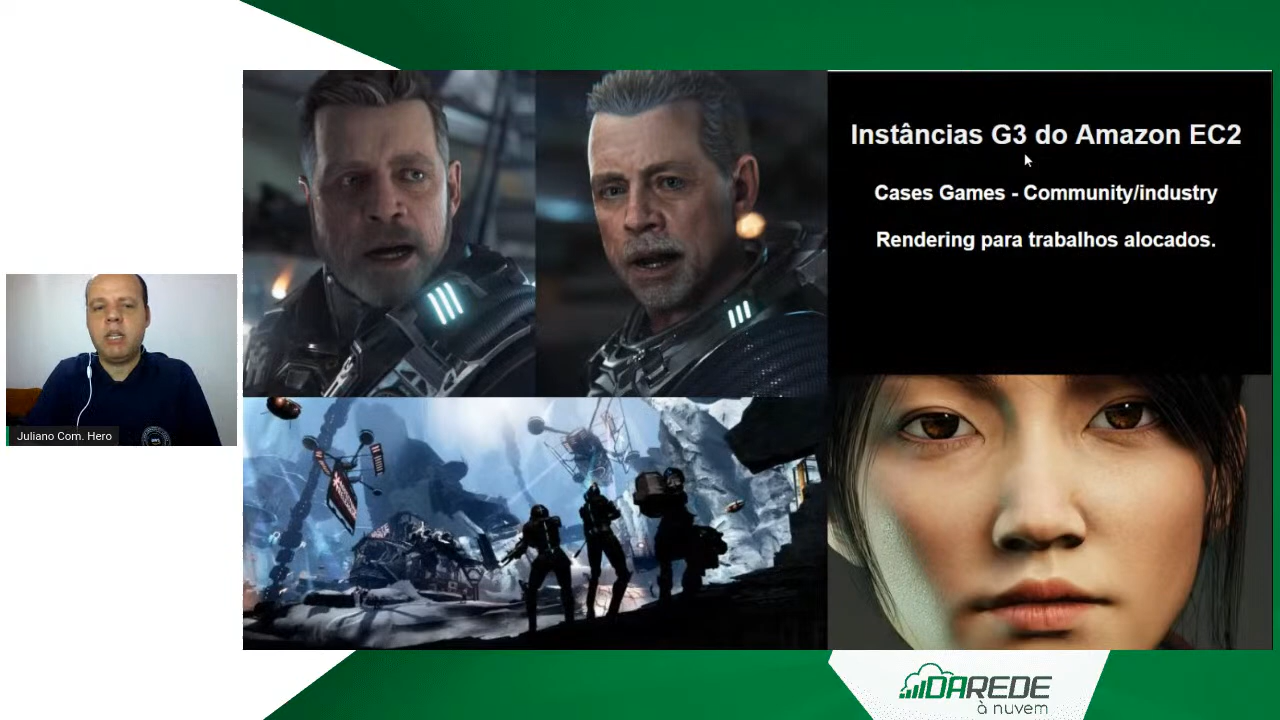 Instâncias G3 do Amazon EC2
Cases Games - Community/industry
Rendering para trabalhos alocados.
Juliano Com. Hero
DAREDE
à nuvem